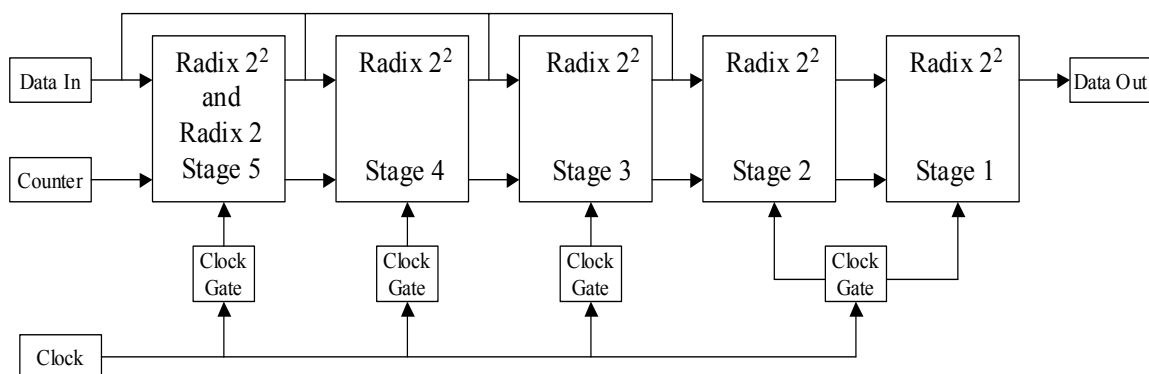 Data In
Counter
Clock
Radix 2²
and
Radix 2
Stage 5
Radix 2²
Stage 4
Radix 2²
Stage 3
Radix 2²
Stage 2
Radix 2²
Stage 1
Data Out
Clock
Gate
Clock
Gate
Clock
Gate
Clock
Gate